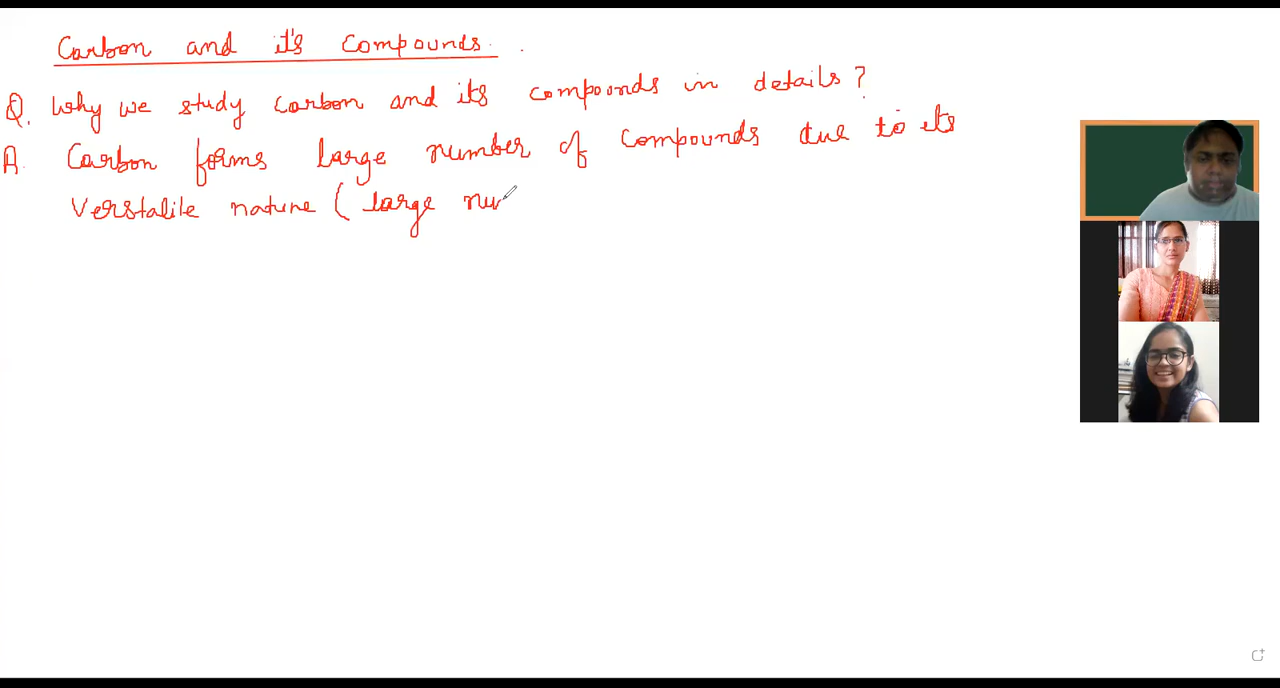 Carbon and it's Compounds.
Q. Why we study carbon and its compounds in details?
A. Carbon forms large number of compounds due to its
Verstalile nature ( large nu